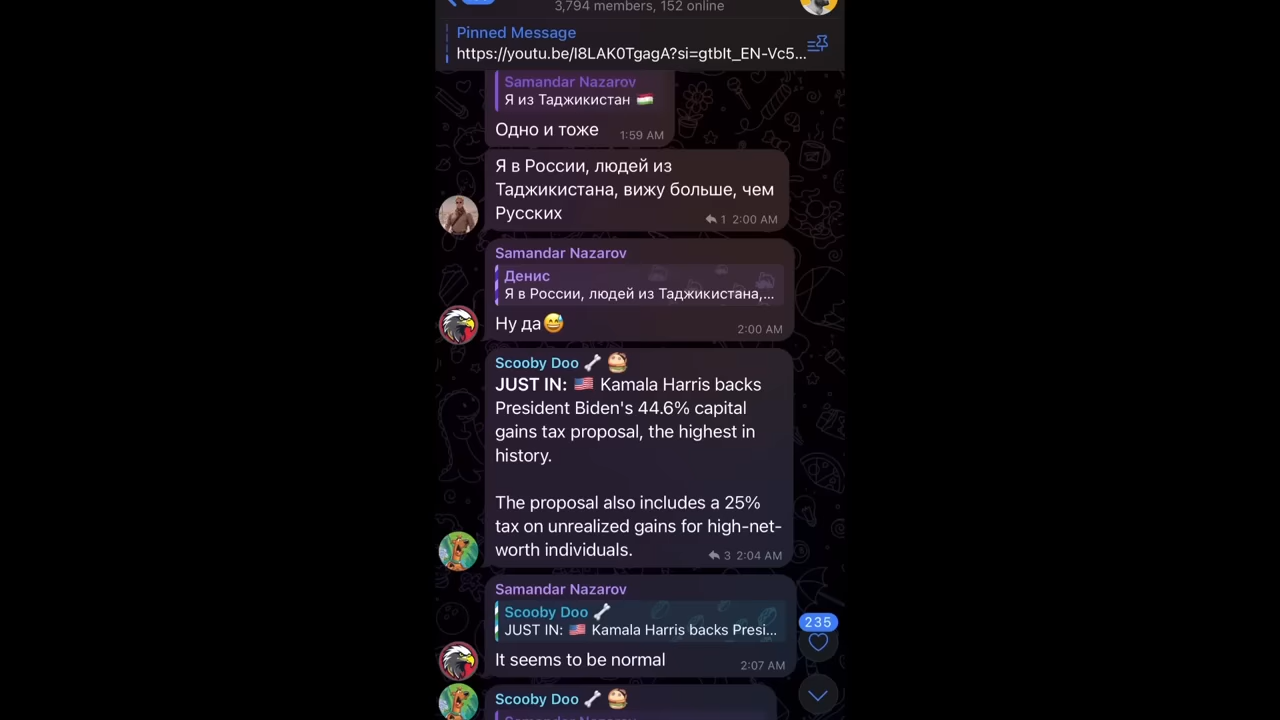 3,794 members, 152 online
Pinned Message
https://youtu.be/I8LAK0TgagA?si=gtbIt_EN-Vc5...
Samandar Nazarov
Я из Таджикистан 🇹🇯
Одно и тоже 1:59 AM
Я в России, людей из
Таджикистана, вижу больше, чем
Русских 1 2:00 AM
Samandar Nazarov
Денис
Я в России, людей из Таджикистана,...
Ну да😅 2:00 AM
Scooby Doo 🦴 🍔
JUST IN: 🇺🇸 Kamala Harris backs
President Biden's 44.6% capital
gains tax proposal, the highest in
history.
The proposal also includes a 25%
tax on unrealized gains for high-net-
worth individuals. 3 2:04 AM
Samandar Nazarov
Scooby Doo 🦴
JUST IN: 🇺🇸 Kamala Harris backs Presi...
235
It seems to be normal 2:07 AM
Scooby Doo 🦴 🍔